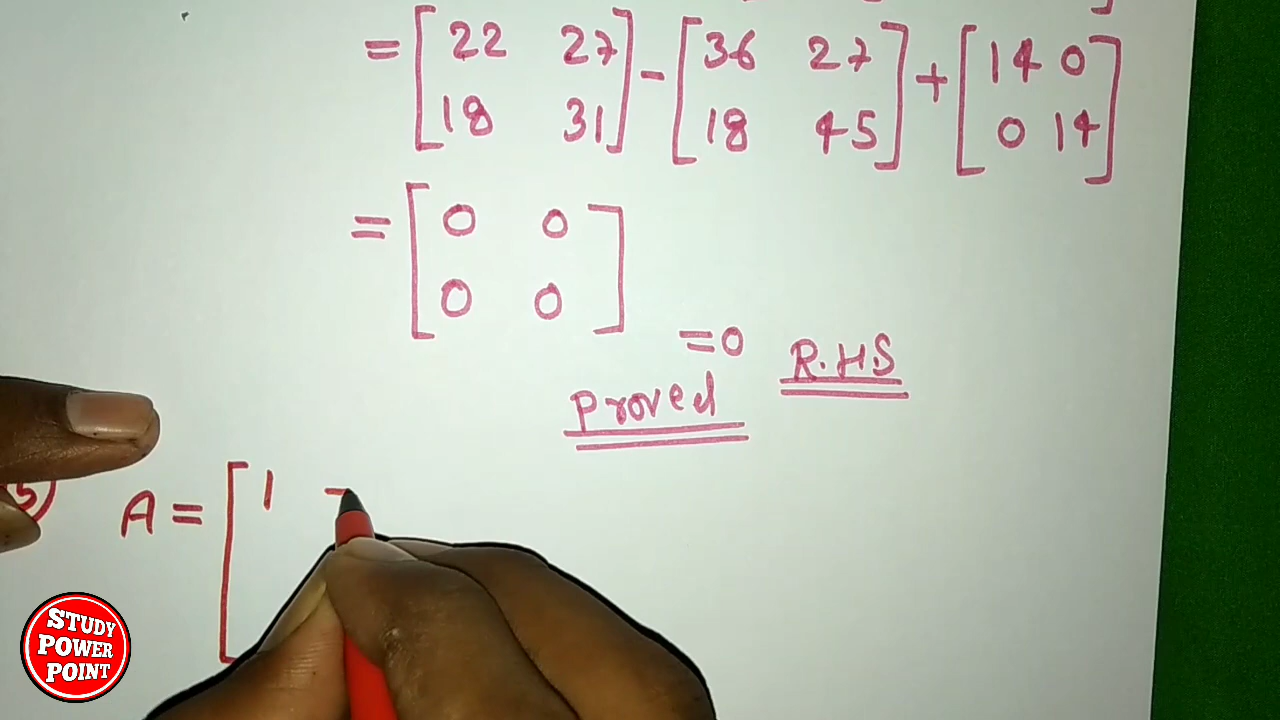 = [ 22 27 ] - [ 36 27 ] + [ 14 0 ]
[ 18 31 ] [ 18 45 ] [ 0 14 ]
= [ 0 0 ]
[ 0 0 ]
= 0 R.H.S
Proved
5) A = [ 1 -
STUDY
POWER
POINT